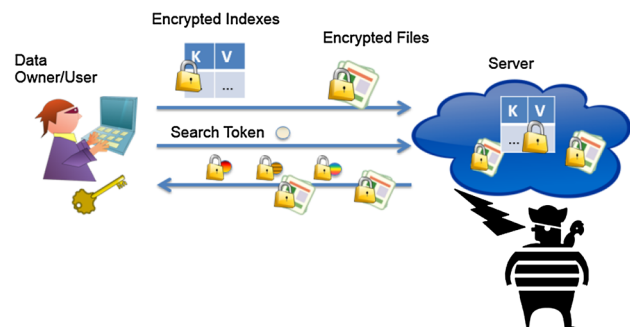 Encrypted Indexes
Encrypted Files
Data
Owner/User
Server
K V
...
K V
...
Search Token